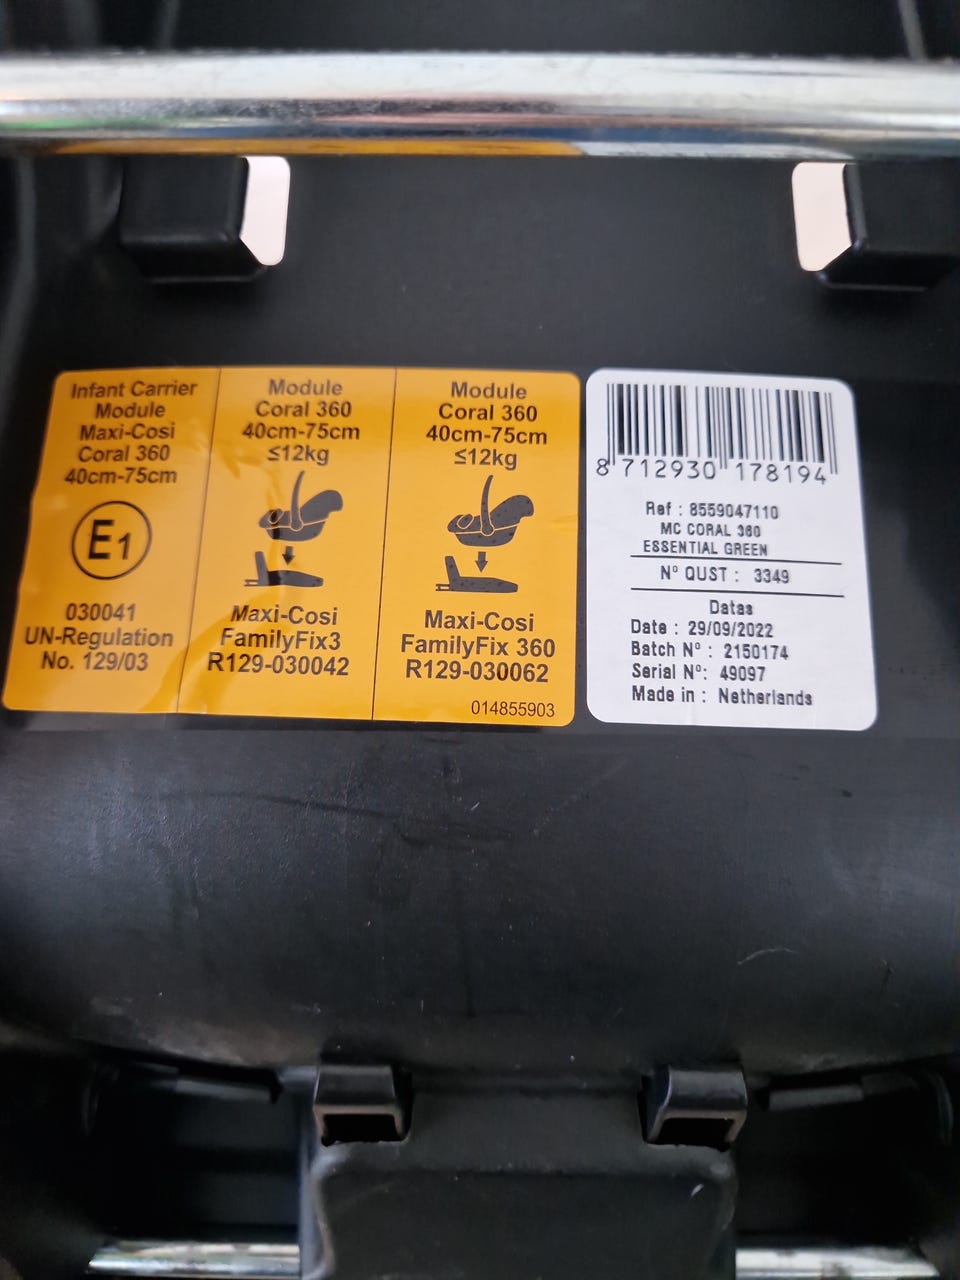 Infant Carrier
Module
Maxi-Cosi
Coral 360
40cm-75cm
E1
030041
UN-Regulation
No. 129/03
Module
Coral 360
40cm-75cm
≤12kg
Maxi-Cosi
FamilyFix3
R129-030042
Module
Coral 360
40cm-75cm
≤12kg
Maxi-Cosi
FamilyFix 360
R129-030062
014855903
8 712930 178194
Ref : 8559047110
MC CORAL 360
ESSENTIAL GREEN
N° QUST : 3349
Datas
Date : 29/09/2022
Batch N° : 2150174
Serial N° : 49097
Made in : Netherlands